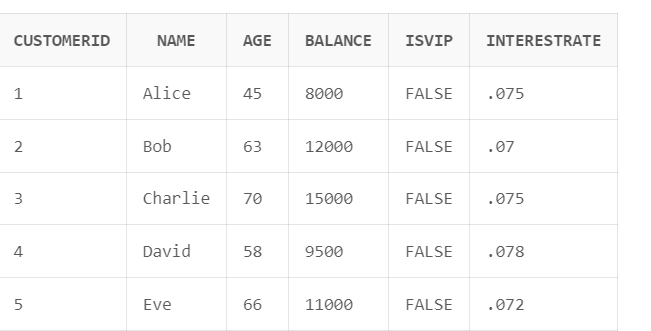 CUSTOMERID NAME AGE BALANCE ISVIP INTERESTRATE
1 Alice 45 8000 FALSE .075
2 Bob 63 12000 FALSE .07
3 Charlie 70 15000 FALSE .075
4 David 58 9500 FALSE .078
5 Eve 66 11000 FALSE .072